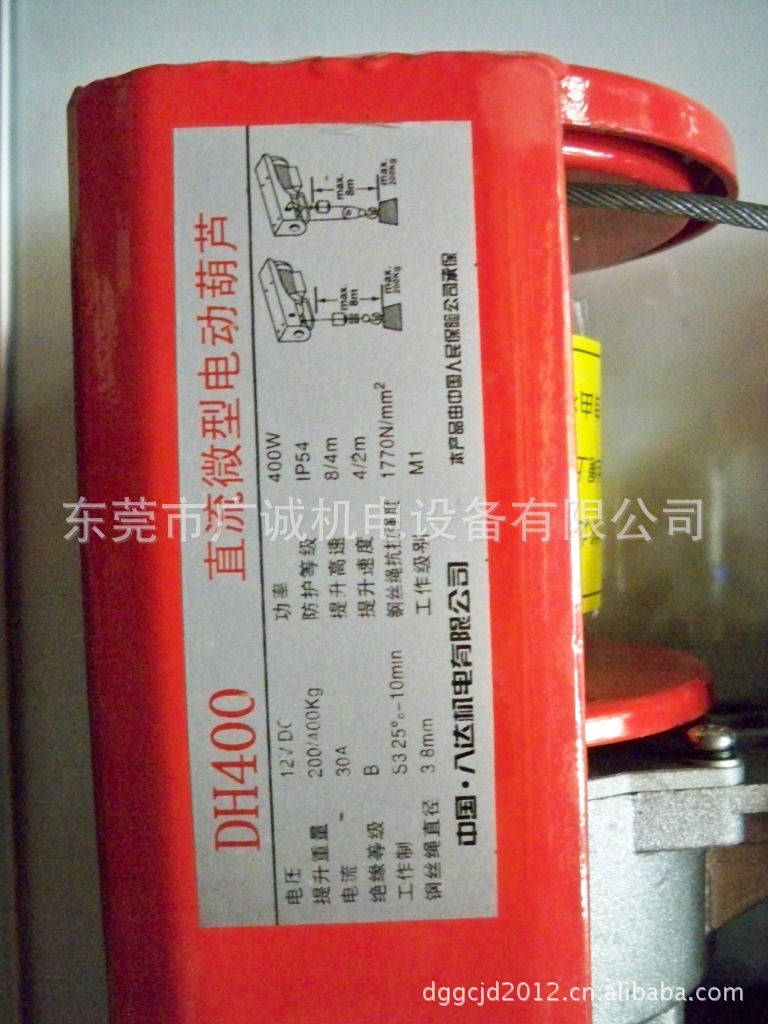 DH400 直流微型电动葫芦
电压 12VDC 功率 400W
提升重量 200/400Kg 防护等级 IP54
电流 30A 提升高速 8/4m
绝缘等级 B 提升速度 4/2m
工作制 S3 25%-10min 钢丝绳抗拉强度 1770N/mm²
钢丝绳直径 3.8mm 工作级别 M1
max. 8m
max. 200Kg
max. 8m
max. 200Kg
中国·八达机电有限公司 本产品由中国人民保险公司承保
东莞市广诚机电设备有限公司
dggcjd2012.cn.alibaba.com